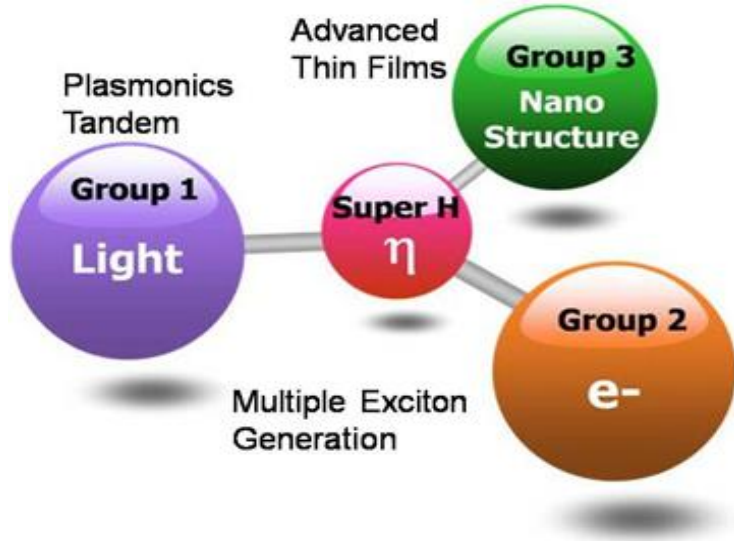 Advanced
Thin Films
Group 3
Nano
Structure
Plasmonics
Tandem
Group 1
Light
Super H
η
Group 2
e-
Multiple Exciton
Generation